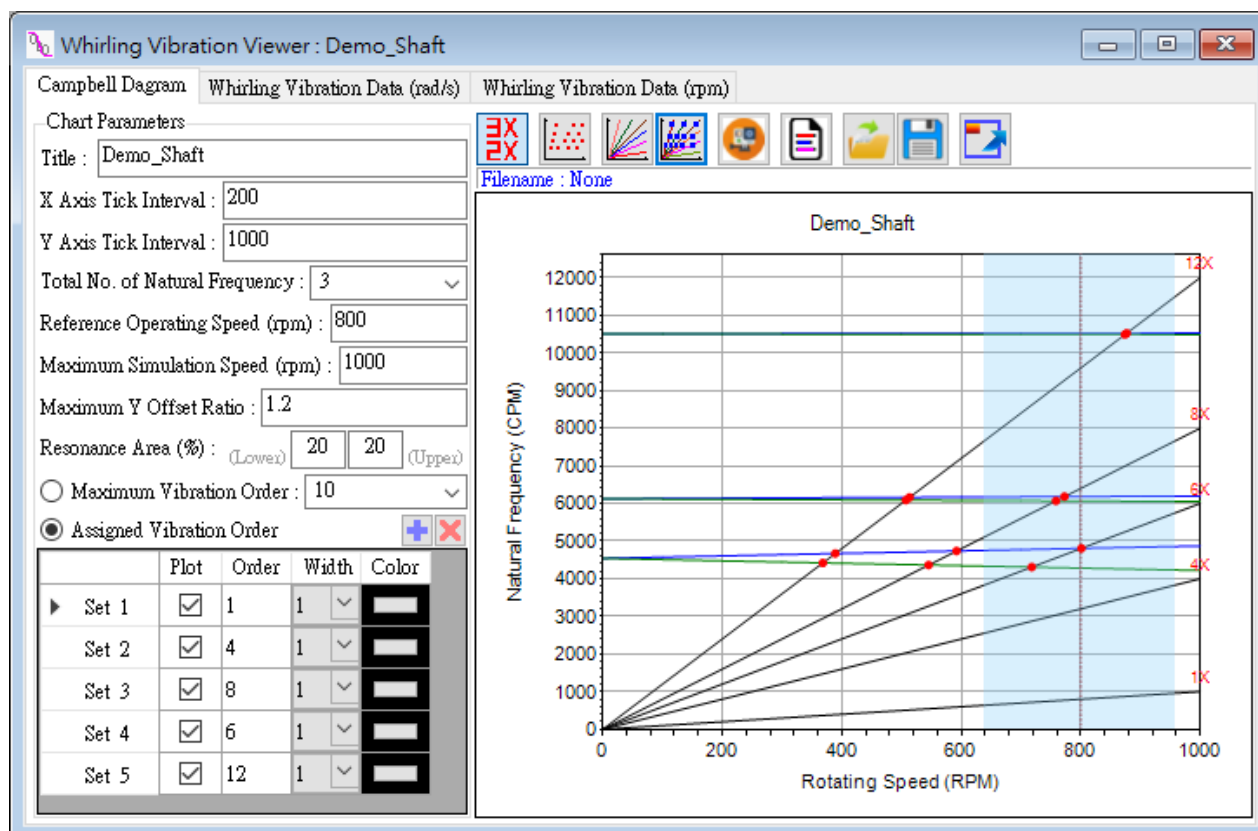 Whirling Vibration Viewer : Demo_Shaft
Campbell Dagram
Whirling Vibration Data (rad/s)
Whirling Vibration Data (rpm)
Chart Parameters
Title : Demo_Shaft
X Axis Tick Interval : 200
Y Axis Tick Interval : 1000
Total No. of Natural Frequency : 3
Reference Operating Speed (rpm) : 800
Maximum Simulation Speed (rpm) : 1000
Maximum Y Offset Ratio : 1.2
Resonance Area (%) : (Lower) 20 20 (Upper)
Maximum Vibration Order : 10
Assigned Vibration Order
Plot Order Width Color
Set 1 1 1
Set 2 4 1
Set 3 8 1
Set 4 6 1
Set 5 12 1
3X
2X
Filename : None
Demo_Shaft
Natural Frequency (CPM)
12000
11000
10000
9000
8000
7000
6000
5000
4000
3000
2000
1000
0
12X
8X
6X
4X
1X
0 200 400 600 800 1000
Rotating Speed (RPM)